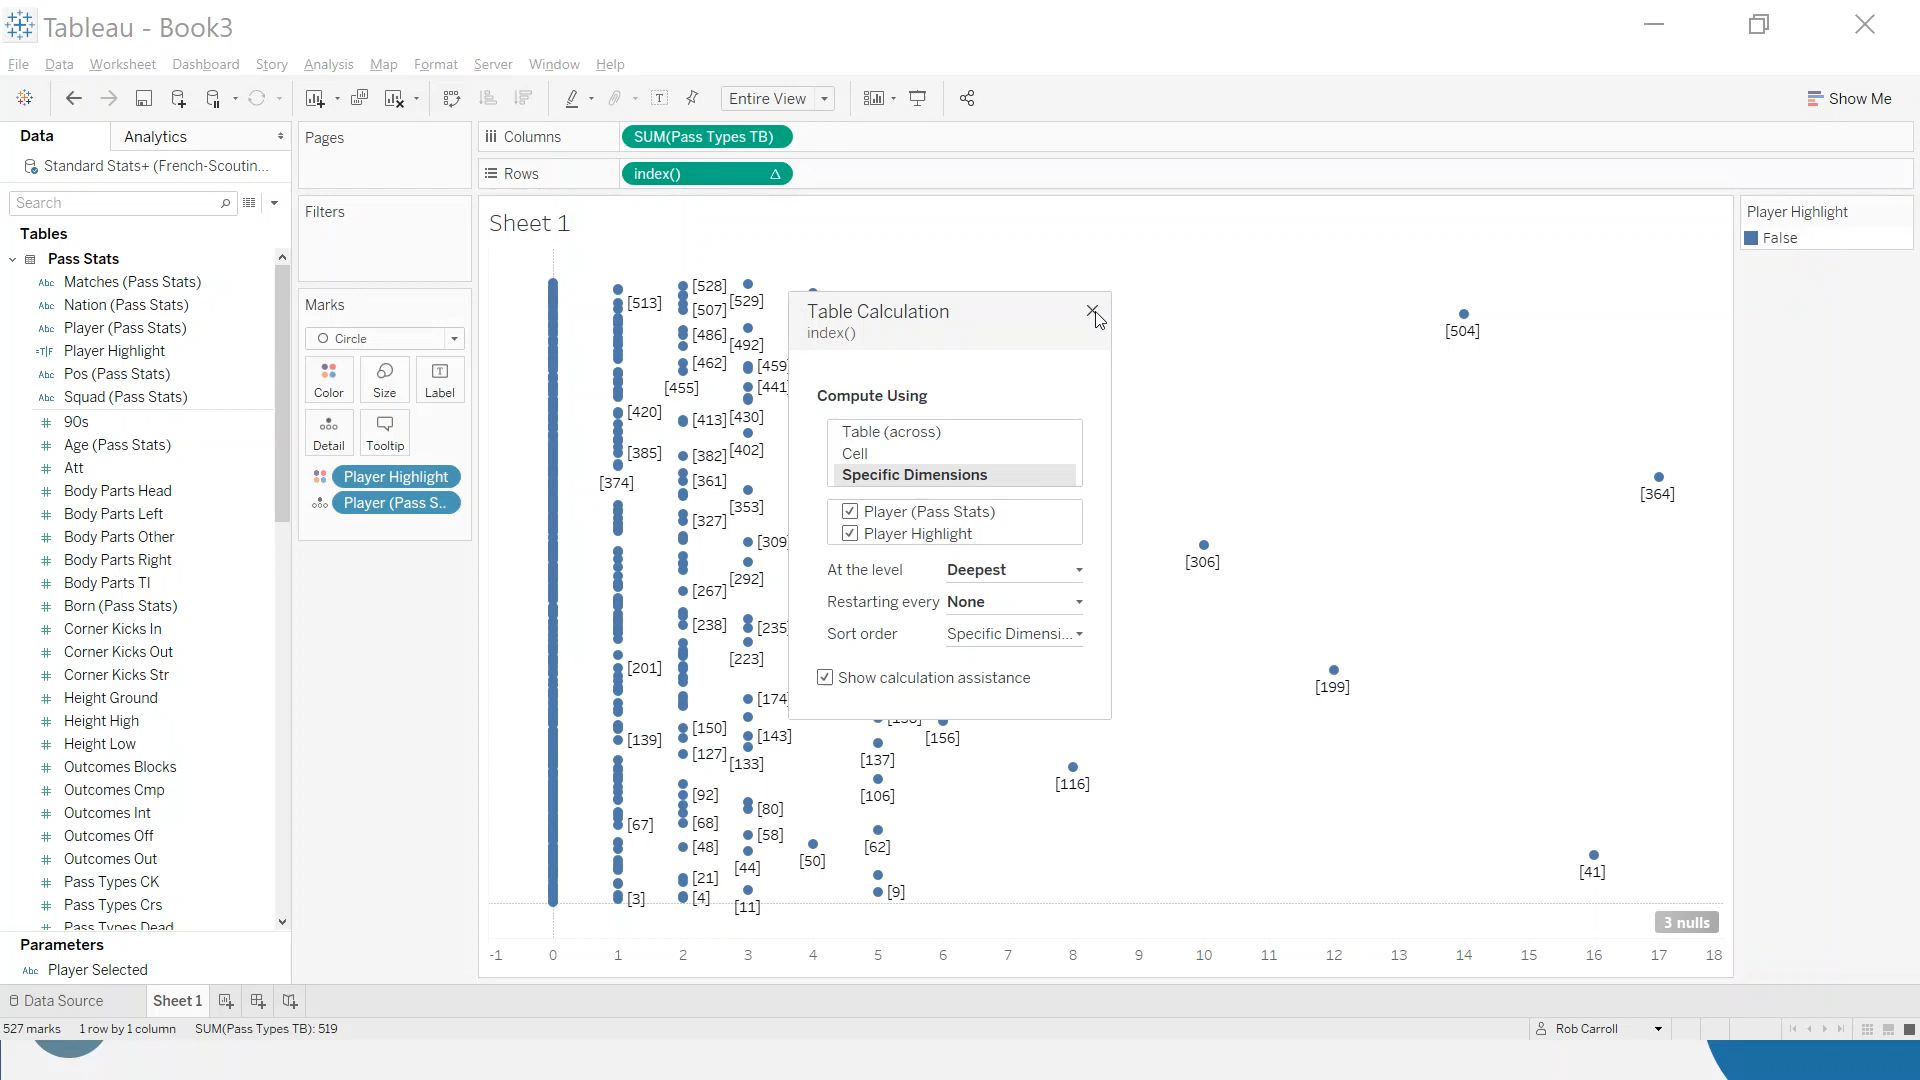 Tableau - Book3
File Data Worksheet Dashboard Story Analysis Map Format Server Window Help
Entire View
Show Me
Data
Analytics
Standard Stats+ (French-Scoutin...
Search
Tables
Pass Stats
Abc Matches (Pass Stats)
Abc Nation (Pass Stats)
Abc Player (Pass Stats)
=T|F Player Highlight
Abc Pos (Pass Stats)
Abc Squad (Pass Stats)
# 90s
# Age (Pass Stats)
# Att
# Body Parts Head
# Body Parts Left
# Body Parts Other
# Body Parts Right
# Body Parts TI
# Born (Pass Stats)
# Corner Kicks In
# Corner Kicks Out
# Corner Kicks Str
# Height Ground
# Height High
# Height Low
# Outcomes Blocks
# Outcomes Cmp
# Outcomes Int
# Outcomes Off
# Outcomes Out
# Pass Types CK
# Pass Types Crs
# Pass Types Dead
Parameters
Abc Player Selected
Pages
Filters
Marks
Circle
Color Size Label
Detail Tooltip
Player Highlight
Player (Pass S..
Columns SUM(Pass Types TB)
Rows index() Δ
Sheet 1
[528]
[513] [529]
[507]
[504]
[486] [492]
[462] [459]
[455] [441]
[420] [413] [430]
[385] [382] [402]
[374] [361]
[364]
[353]
[327]
[309]
[306]
[292]
[267]
[238] [235]
[223]
[201]
[199]
[174]
[150] [156]
[139] [143]
[127] [133] [137]
[116]
[92] [106]
[80]
[67] [68]
[58]
[48] [50] [62]
[44] [41]
[21]
[3] [4] [9]
[11]
3 nulls
-1 0 1 2 3 4 5 6 7 8 9 10 11 12 13 14 15 16 17 18
Table Calculation
index()
Compute Using
Table (across)
Cell
Specific Dimensions
Player (Pass Stats)
Player Highlight
At the level Deepest
Restarting every None
Sort order Specific Dimensi...
Show calculation assistance
Player Highlight
False
Data Source
Sheet 1
527 marks 1 row by 1 column SUM(Pass Types TB): 519
Rob Carroll